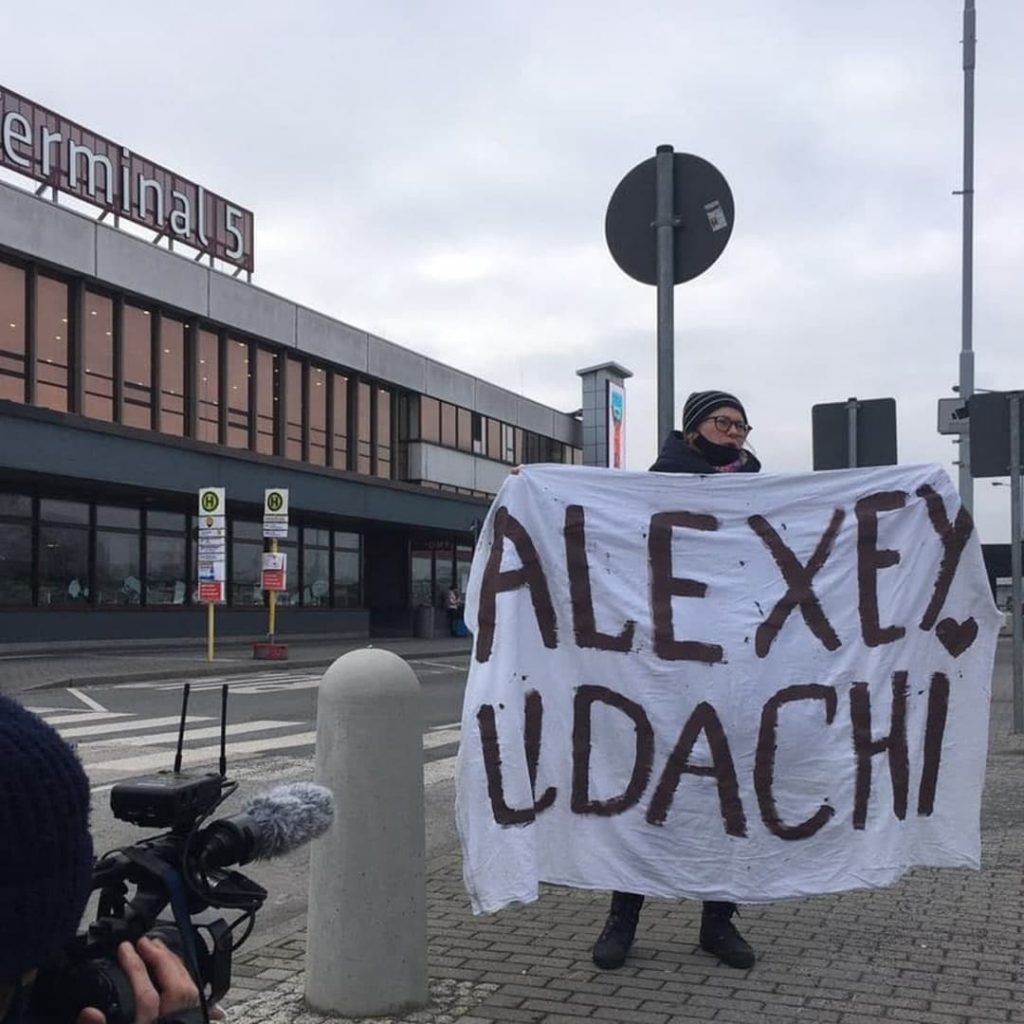 erminal 5
H
H
ALEXEY
UDACHI